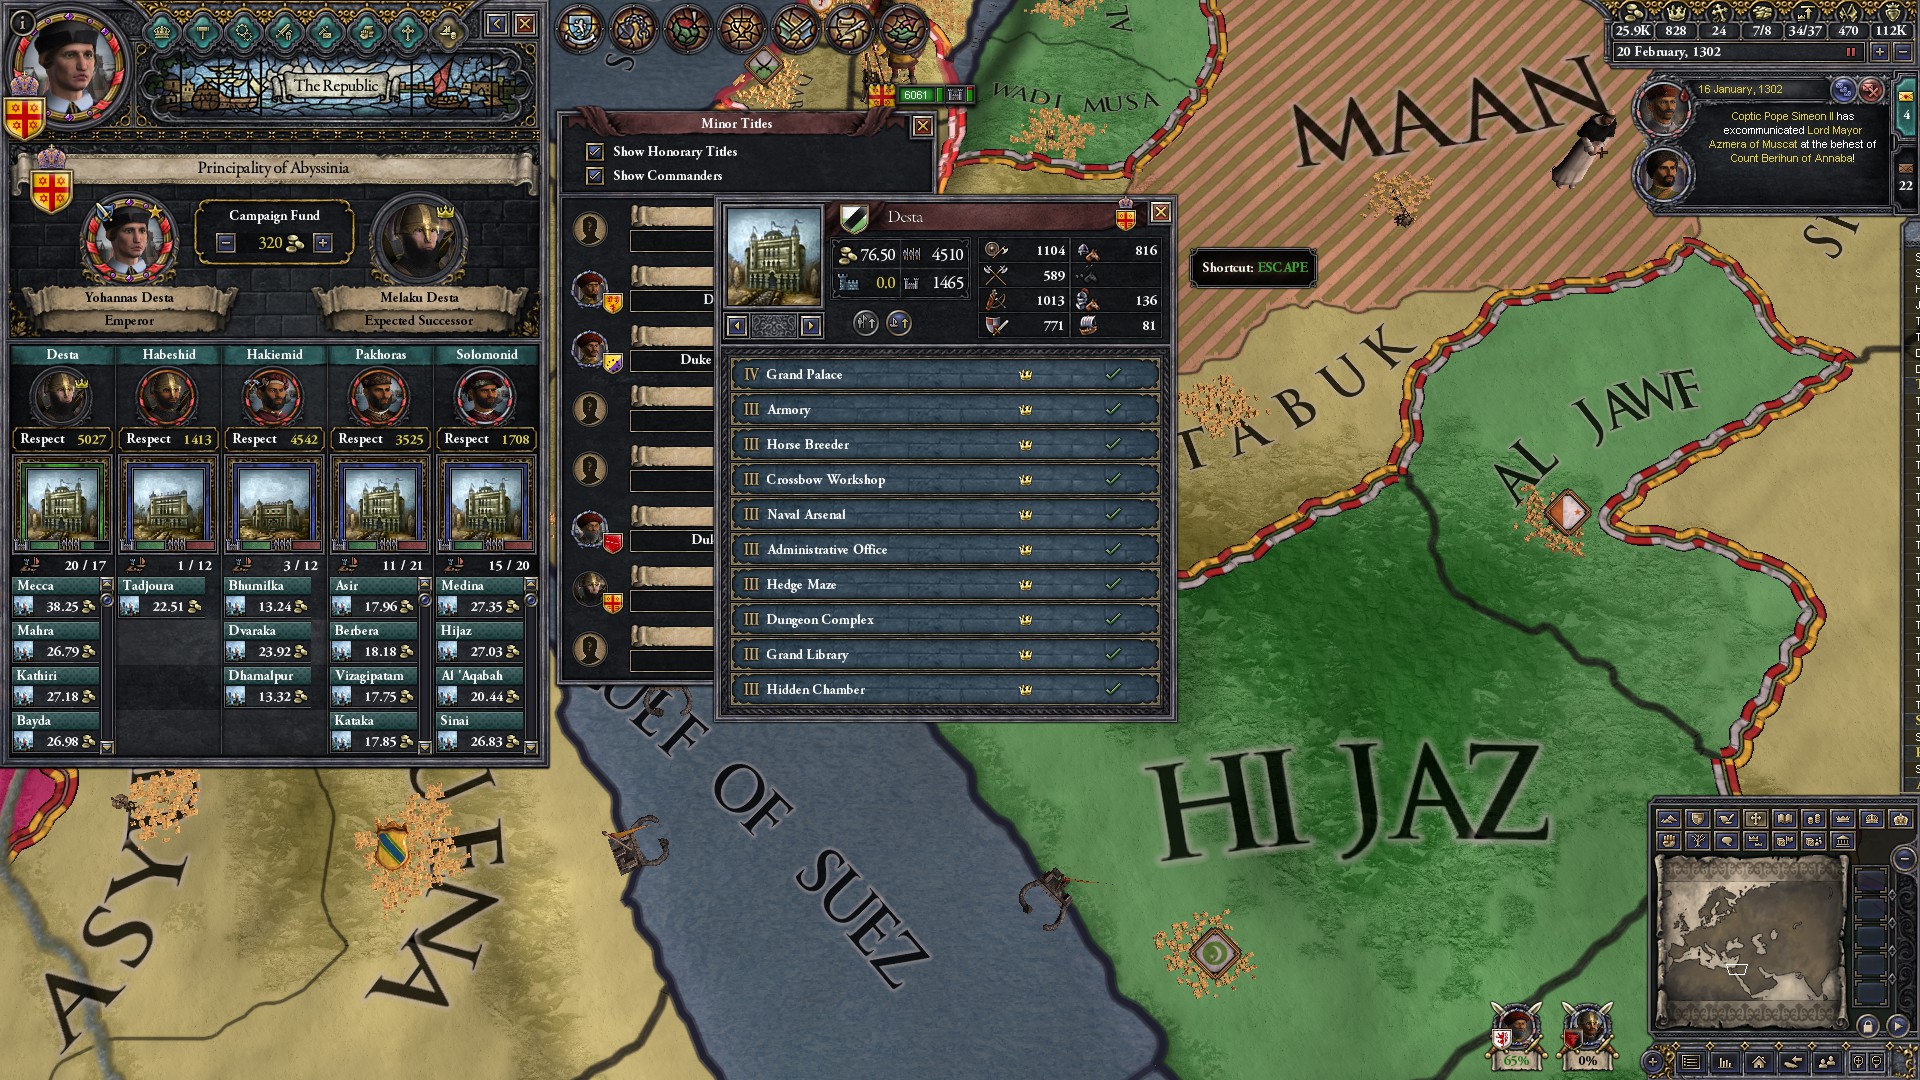 The Republic
Principality of Abyssinia
Campaign Fund
320
Yohannas Desta
Emperor
Melaku Desta
Expected Successor
Desta
Habeshid
Hakiemid
Pakhoras
Solomonid
Respect 5027
Respect 1413
Respect 4542
Respect 3525
Respect 1708
20 / 17
1 / 12
3 / 12
11 / 21
15 / 20
Mecca
38.25
Mahra
26.79
Kathiri
27.18
Bayda
26.98
Tadjoura
22.51
Bhumilka
13.24
Dvaraka
23.92
Dhamalpur
13.32
Asir
17.96
Berbera
18.18
Vizagipatam
17.75
Kataka
17.85
Medina
27.35
Hijaz
27.03
Al 'Aqabah
20.44
Sinai
26.83
Minor Titles
Show Honorary Titles
Show Commanders
D
Duke
Dul
6061
Desta
76.50
4510
0.0
1465
1104
816
589
1013
136
771
81
IV Grand Palace
III Armory
III Horse Breeder
III Crossbow Workshop
III Naval Arsenal
III Administrative Office
III Hedge Maze
III Dungeon Complex
III Grand Library
III Hidden Chamber
Shortcut: ESCAPE
25.9K 828 24 7/8 34/37 470 112K
20 February, 1302
16 January, 1302
Coptic Pope Simeon II has
excommunicated Lord Mayor
Azmera of Muscat at the behest of
Count Berihun of Annaba!
4
22
WADI MUSA
MAAN
TABUK
AL JAWF
HIJAZ
GULF OF SUEZ
65%
0%